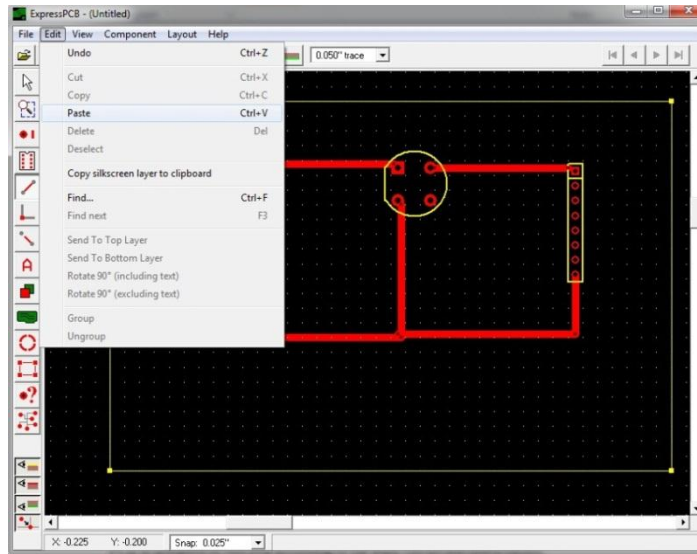 ExpressPCB - (Untitled)
File Edit View Component Layout Help
0.050" trace
Undo Ctrl+Z
Cut Ctrl+X
Copy Ctrl+C
Paste Ctrl+V
Delete Del
Deselect
Copy silkscreen layer to clipboard
Find... Ctrl+F
Find next F3
Send To Top Layer
Send To Bottom Layer
Rotate 90° (including text)
Rotate 90° (excluding text)
Group
Ungroup
A
?
X: -0.225 Y: -0.200 Snap: 0.025"